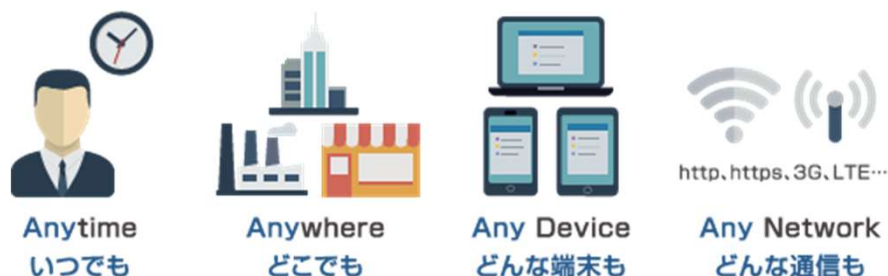 http、https、3G、LTE…
Anytime
いつでも
Anywhere
どこでも
Any Device
どんな端末も
Any Network
どんな通信も